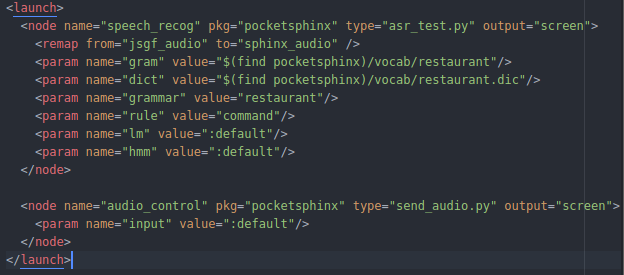 <launch>
  <node name="speech_recog" pkg="pocketsphinx" type="asr_test.py" output="screen">
    <remap from="jsgf_audio" to="sphinx_audio" />
    <param name="gram" value="$(find pocketsphinx)/vocab/restaurant"/>
    <param name="dict" value="$(find pocketsphinx)/vocab/restaurant.dic"/>
    <param name="grammar" value="restaurant"/>
    <param name="rule" value="command"/>
    <param name="lm" value=":default"/>
    <param name="hmm" value=":default"/>
  </node>

  <node name="audio_control" pkg="pocketsphinx" type="send_audio.py" output="screen">
    <param name="input" value=":default"/>
  </node>
</launch>